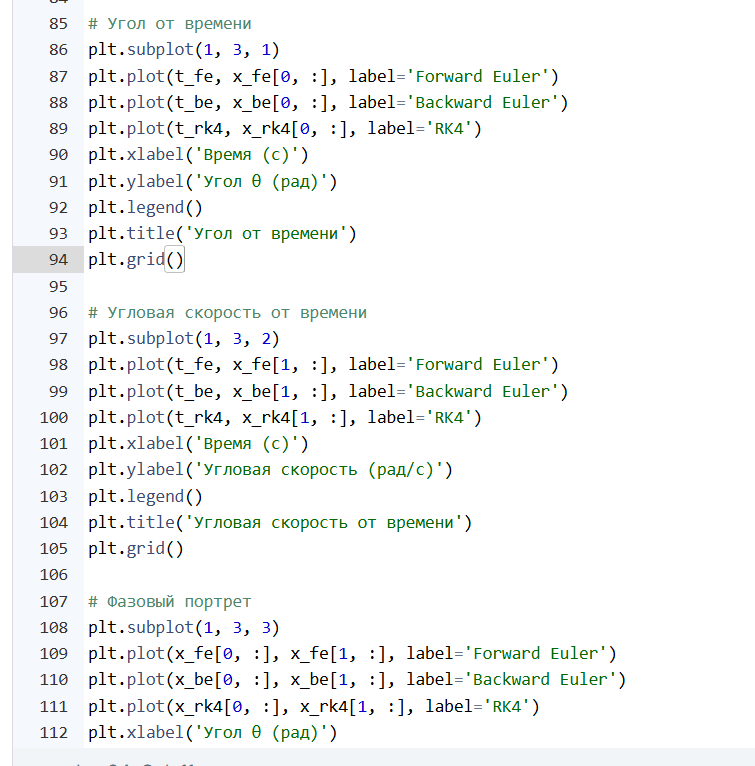 85 # Угол от времени
86 plt.subplot(1, 3, 1)
87 plt.plot(t_fe, x_fe[0, :], label='Forward Euler')
88 plt.plot(t_be, x_be[0, :], label='Backward Euler')
89 plt.plot(t_rk4, x_rk4[0, :], label='RK4')
90 plt.xlabel('Время (с)')
91 plt.ylabel('Угол θ (рад)')
92 plt.legend()
93 plt.title('Угол от времени')
94 plt.grid()
95
96 # Угловая скорость от времени
97 plt.subplot(1, 3, 2)
98 plt.plot(t_fe, x_fe[1, :], label='Forward Euler')
99 plt.plot(t_be, x_be[1, :], label='Backward Euler')
100 plt.plot(t_rk4, x_rk4[1, :], label='RK4')
101 plt.xlabel('Время (с)')
102 plt.ylabel('Угловая скорость (рад/с)')
103 plt.legend()
104 plt.title('Угловая скорость от времени')
105 plt.grid()
106
107 # Фазовый портрет
108 plt.subplot(1, 3, 3)
109 plt.plot(x_fe[0, :], x_fe[1, :], label='Forward Euler')
110 plt.plot(x_be[0, :], x_be[1, :], label='Backward Euler')
111 plt.plot(x_rk4[0, :], x_rk4[1, :], label='RK4')
112 plt.xlabel('Угол θ (рад)')